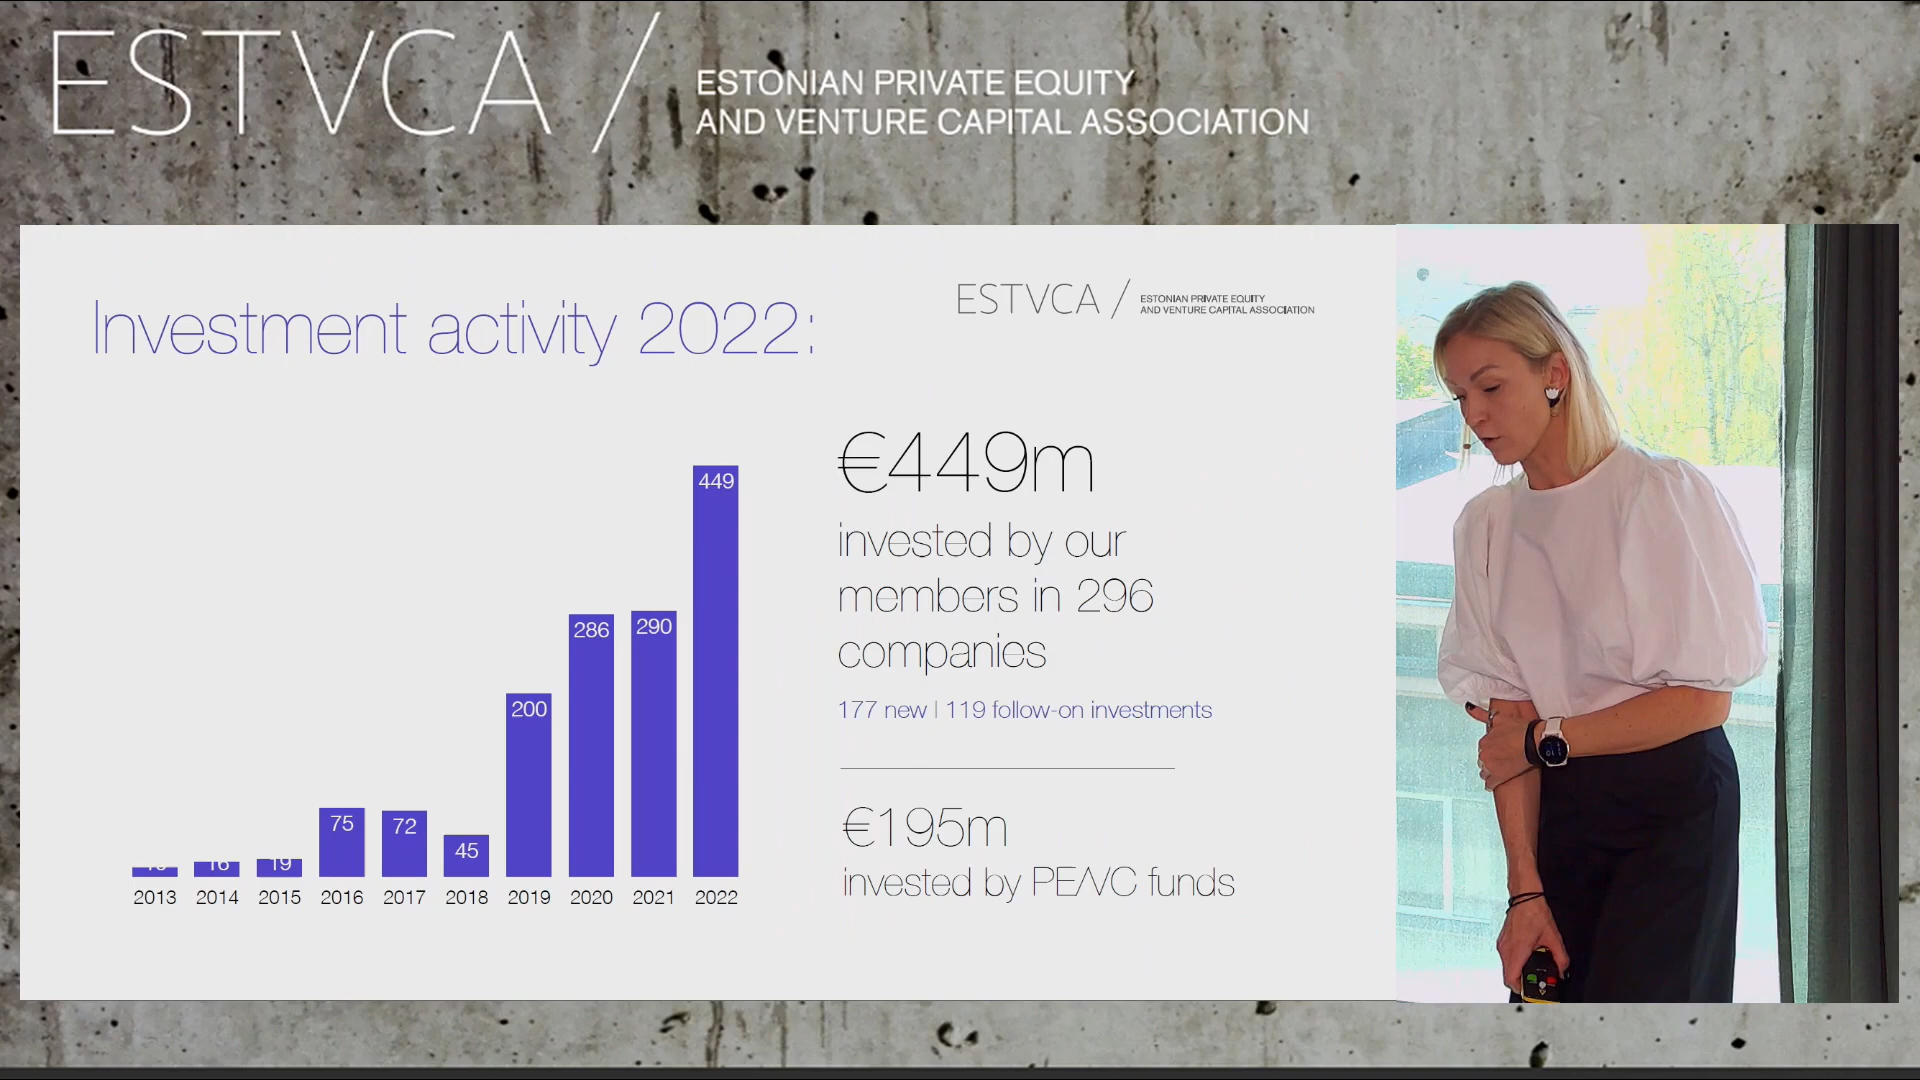 ESTVCA /
ESTONIAN PRIVATE EQUITY
AND VENTURE CAPITAL ASSOCIATION
Investment activity 2022:
ESTVCA /
ESTONIAN PRIVATE EQUITY
AND VENTURE CAPITAL ASSOCIATION
449
286
290
200
75
72
45
16
19
2013 2014 2015 2016 2017 2018 2019 2020 2021 2022
€449m
invested by our
members in 296
companies
177 new | 119 follow-on investments
€195m
invested by PE/VC funds